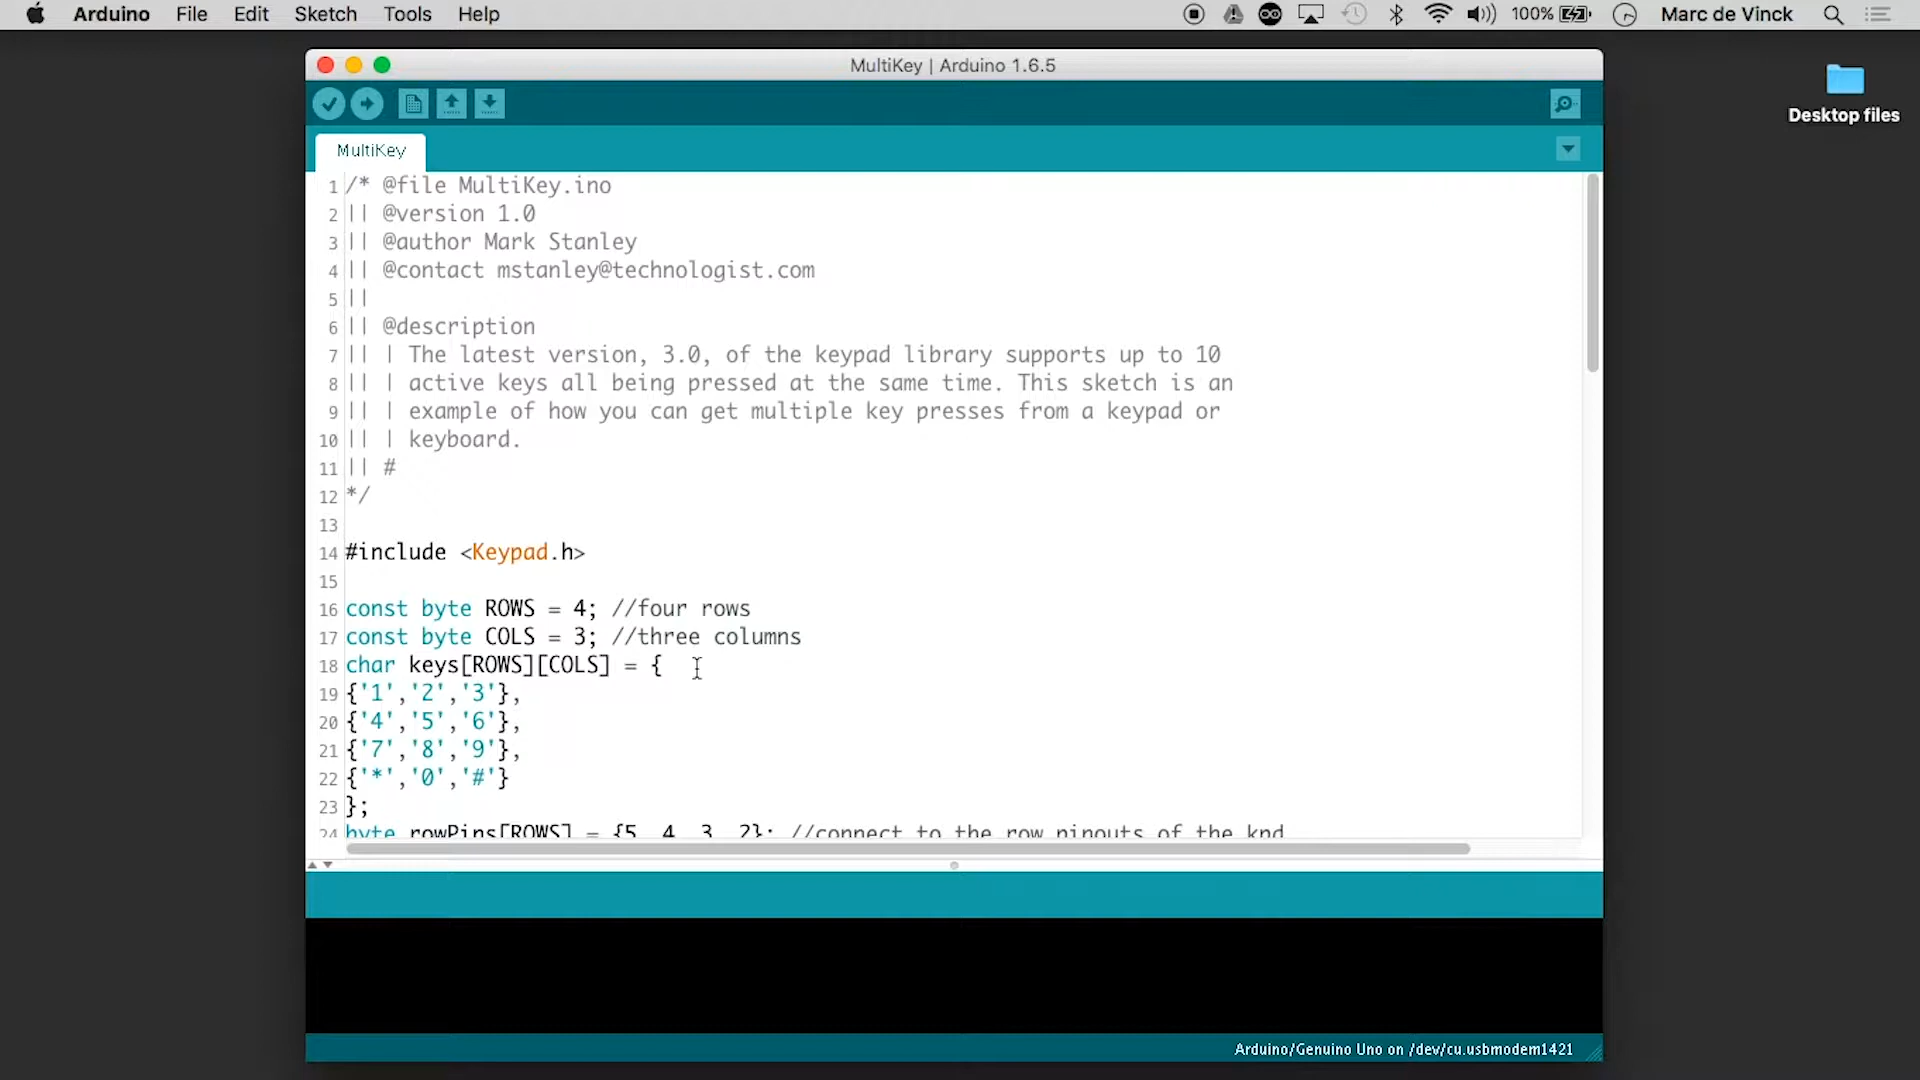 Arduino File Edit Sketch Tools Help 100% Marc de Vinck
MultiKey | Arduino 1.6.5
Desktop files
MultiKey
1 /* @file MultiKey.ino
2 || @version 1.0
3 || @author Mark Stanley
4 || @contact mstanley@technologist.com
5 ||
6 || @description
7 || | The latest version, 3.0, of the keypad library supports up to 10
8 || | active keys all being pressed at the same time. This sketch is an
9 || | example of how you can get multiple key presses from a keypad or
10 || | keyboard.
11 || #
12 */
13
14 #include <Keypad.h>
15
16 const byte ROWS = 4; //four rows
17 const byte COLS = 3; //three columns
18 char keys[ROWS][COLS] = {
19 {'1','2','3'},
20 {'4','5','6'},
21 {'7','8','9'},
22 {'*','0','#'}
23 };
24 byte rowPins[ROWS] = {5, 4, 3, 2}; //connect to the row pinouts of the kpd
Arduino/Genuino Uno on /dev/cu.usbmodem1421